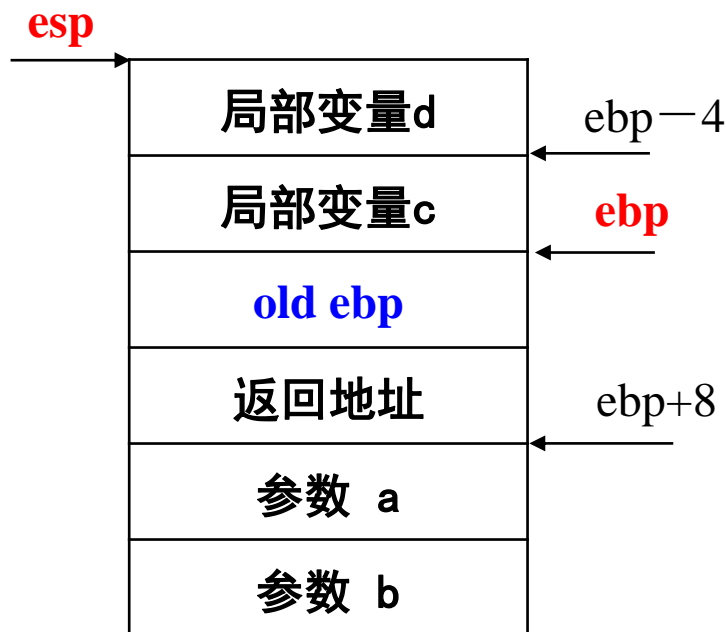 esp
局部变量d
ebp－4
局部变量c
ebp
old ebp
返回地址
ebp+8
参数 a
参数 b